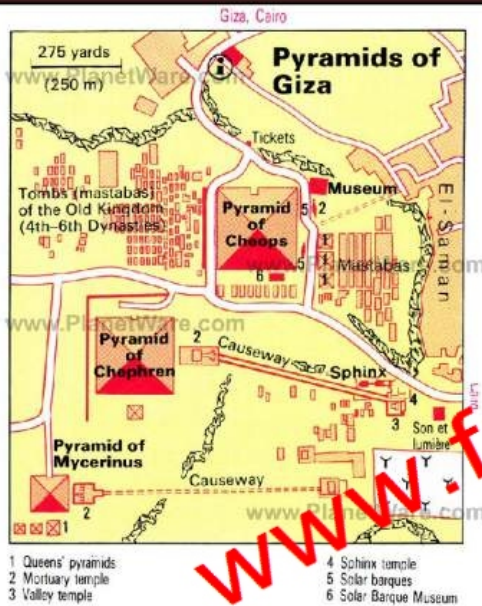 Giza, Cairo
275 yards
(250 m)
Pyramids of
Giza
www.PlanetWare.com
Tickets
Museum
Tombs (mastabas)
of the Old Kingdom
(4th-6th Dynasties)
Pyramid
of
Cheops
5
2
1
1
1
5
6
Mastabas
El-Samman
www.PlanetWare.com
Pyramid
of
Chephren
2
Causeway
Sphinx
4
3
Son et
lumière
Cairo
Pyramid of
Mycerinus
2
Causeway
1
www.PlanetWare.com
www.f
1 Queens' pyramids
2 Mortuary temple
3 Valley temple
4 Sphinx temple
5 Solar barques
6 Solar Barque Museum